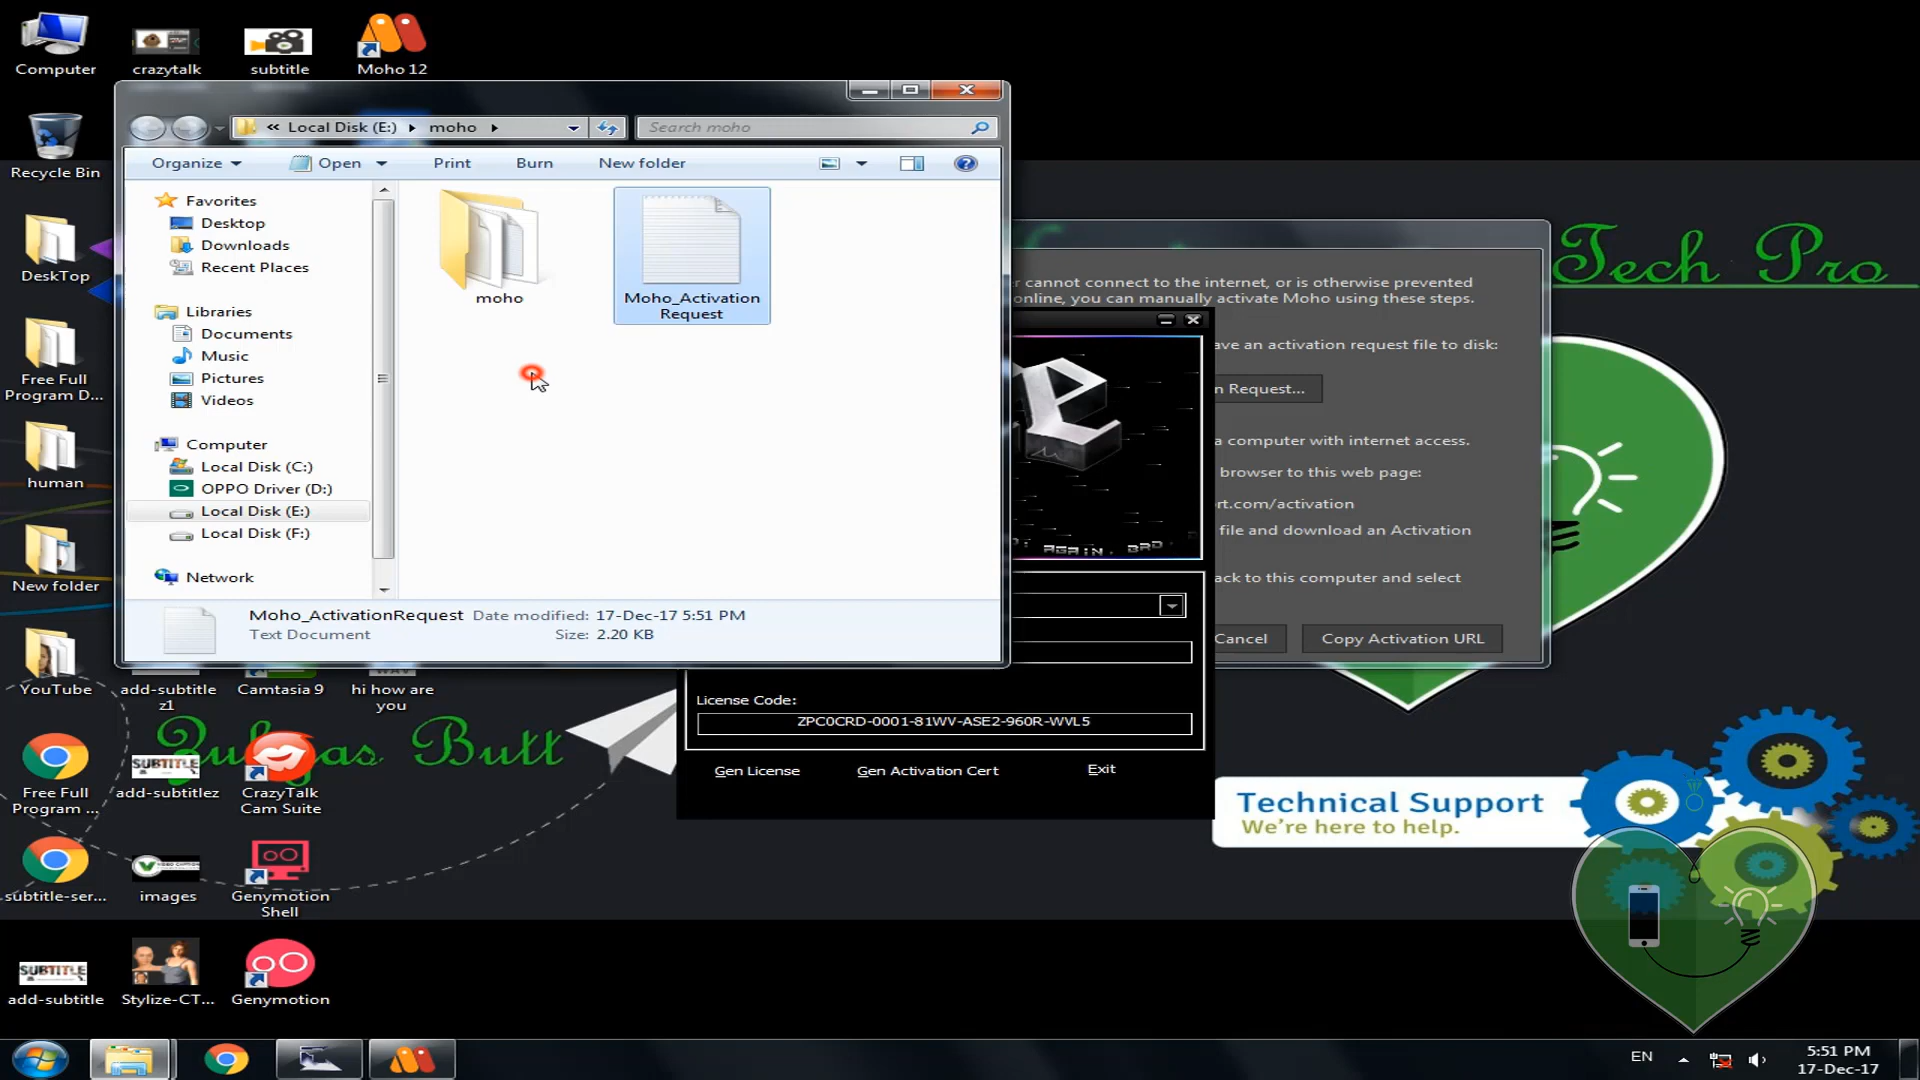 Computer
crazytalk
subtitle
Moho 12
Recycle Bin
DeskTop
Free Full
Program D...
human
New folder
YouTube
add-subtitle
z1
Camtasia 9
hi how are
you
Free Full
Program ...
add-subtitlez
CrazyTalk
Cam Suite
subtitle-ser...
images
Genymotion
Shell
SUBTITLE
SUBTITLE
add-subtitle
Stylize-CT...
Genymotion
« Local Disk (E:) moho
Search moho
Organize
Open
Print
Burn
New folder
Favorites
Desktop
Downloads
Recent Places
Libraries
Documents
Music
Pictures
Videos
Computer
Local Disk (C:)
OPPO Driver (D:)
Local Disk (E:)
Local Disk (F:)
Network
moho
Moho_Activation
Request
Moho_ActivationRequest Date modified: 17-Dec-17 5:51 PM
Text Document Size: 2.20 KB
r cannot connect to the internet, or is otherwise prevented
online, you can manually activate Moho using these steps.
ave an activation request file to disk:
n Request...
a computer with internet access.
browser to this web page:
rt.com/activation
file and download an Activation
ack to this computer and select
Cancel
Copy Activation URL
AGAIN. BRD
License Code:
ZPC0CRD-0001-81WV-ASE2-960R-WVL5
Gen License
Gen Activation Cert
Exit
Tech Pro
Butt
Technical Support
We're here to help.
EN
5:51 PM
17-Dec-17